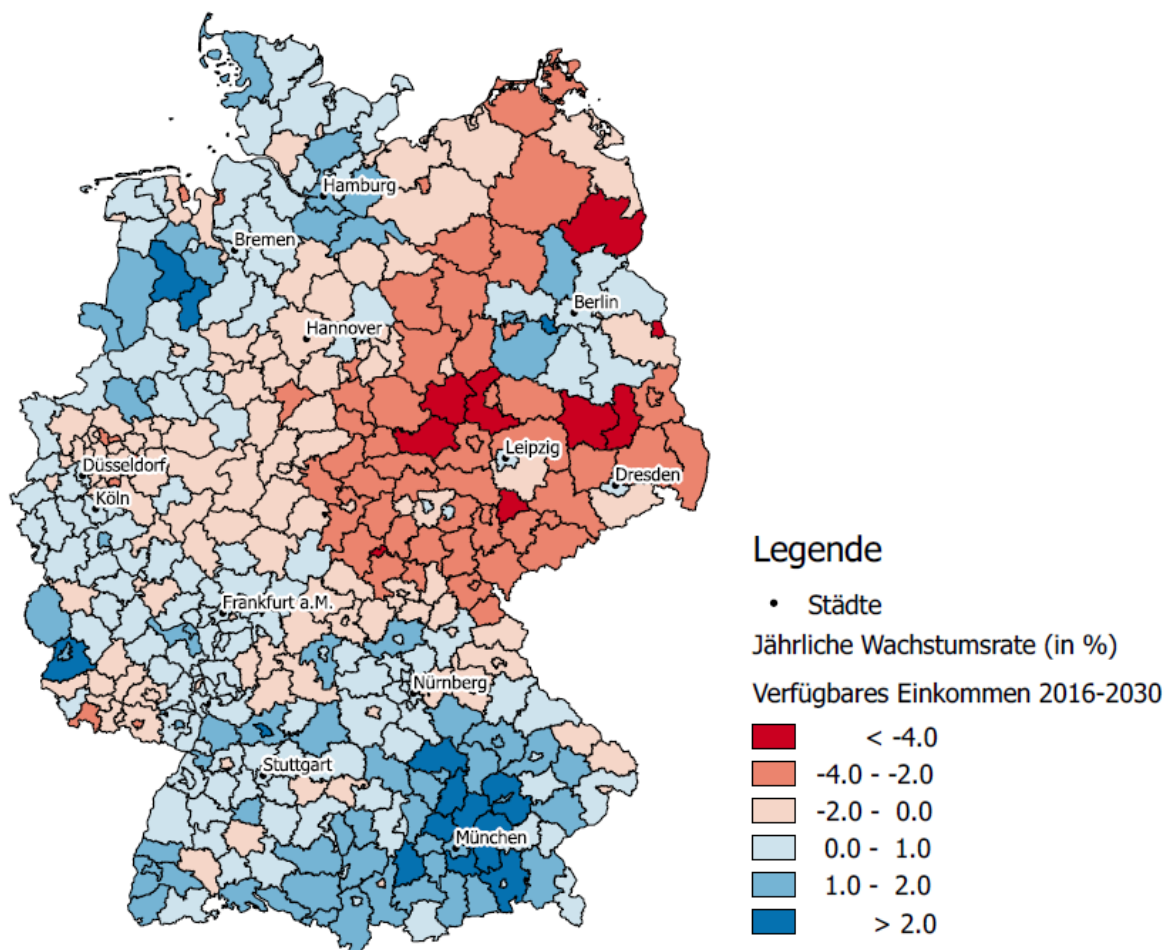 Hamburg
Bremen
Berlin
Hannover
Leipzig
Düsseldorf
Dresden
Köln
Frankfurt a.M.
Nürnberg
Stuttgart
München
Legende
Städte
Jährliche Wachstumsrate (in %)
Verfügbares Einkommen 2016-2030
< -4.0
-4.0 - -2.0
-2.0 - 0.0
0.0 - 1.0
1.0 - 2.0
> 2.0